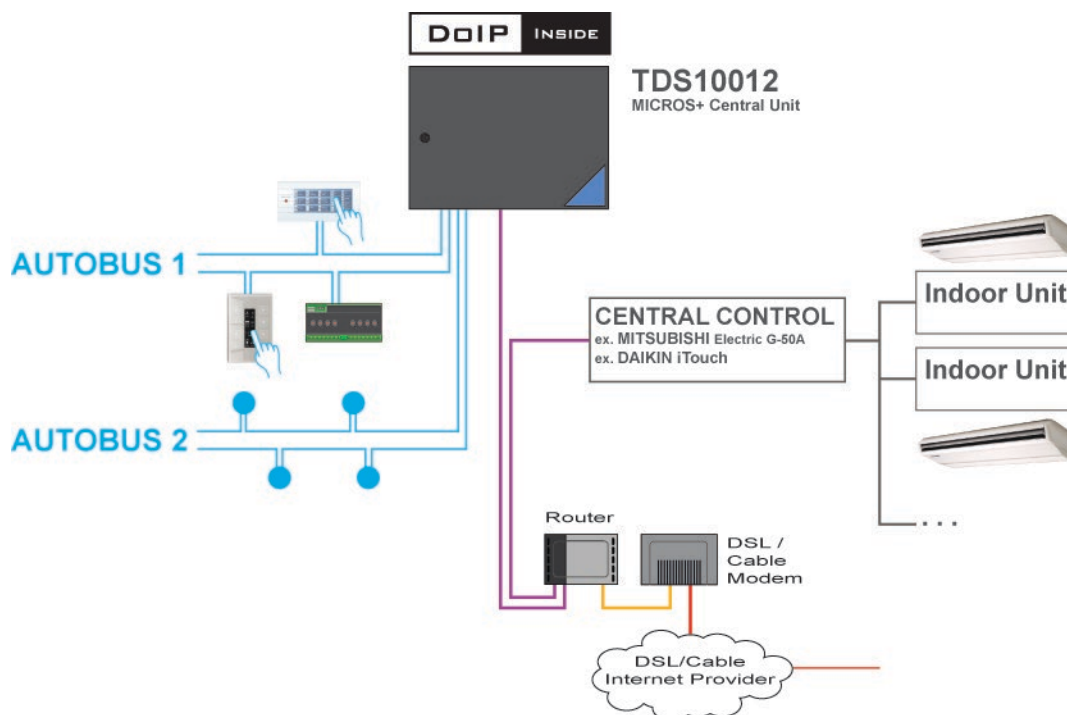 DoIP INSIDE
TDS10012
MICROS+ Central Unit
AUTOBUS 1
CENTRAL CONTROL
ex. MITSUBISHI Electric G-50A
ex. DAIKIN iTouch
Indoor Unit
Indoor Unit
AUTOBUS 2
Router
DSL /
Cable
Modem
...
DSL/Cable
Internet Provider